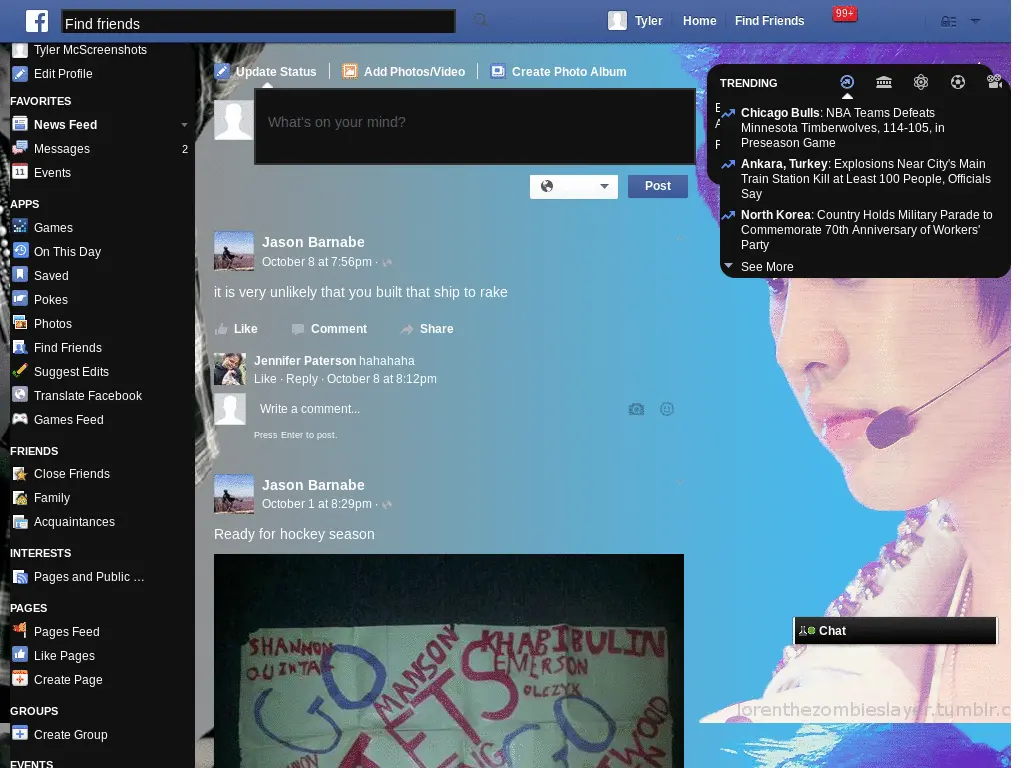 f Find friends
Tyler Home Find Friends 99+
Tyler McScreenshots
Edit Profile
FAVORITES
News Feed
Messages 2
11 Events
APPS
Games
On This Day
Saved
Pokes
Photos
Find Friends
Suggest Edits
Translate Facebook
Games Feed
FRIENDS
Close Friends
Family
Acquaintances
INTERESTS
Pages and Public ...
PAGES
Pages Feed
Like Pages
Create Page
GROUPS
Create Group
EVENTS
Update Status Add Photos/Video Create Photo Album
What's on your mind?
Post
Jason Barnabe
October 8 at 7:56pm ·
it is very unlikely that you built that ship to rake
Like Comment Share
Jennifer Paterson hahahaha
Like · Reply · October 8 at 8:12pm
Write a comment...
Press Enter to post.
Jason Barnabe
October 1 at 8:29pm ·
Ready for hockey season
SHANNON
QUINTAL
MANSON
KHABIBULIN
EMERSON
OLCZYK
GO
JETS
GO
TRENDING
Chicago Bulls: NBA Teams Defeats
Minnesota Timberwolves, 114-105, in
Preseason Game
Ankara, Turkey: Explosions Near City's Main
Train Station Kill at Least 100 People, Officials
Say
North Korea: Country Holds Military Parade to
Commemorate 70th Anniversary of Workers'
Party
See More
Chat
lorenthezombieslayer.tumblr.c